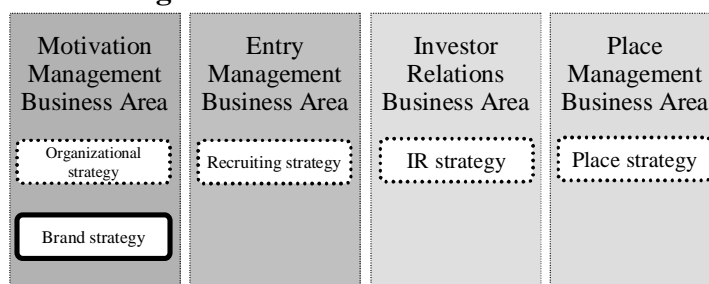 Motivation
Management
Business Area
Organizational
strategy
Brand strategy
Entry
Management
Business Area
Recruiting strategy
Investor
Relations
Business Area
IR strategy
Place
Management
Business Area
Place strategy